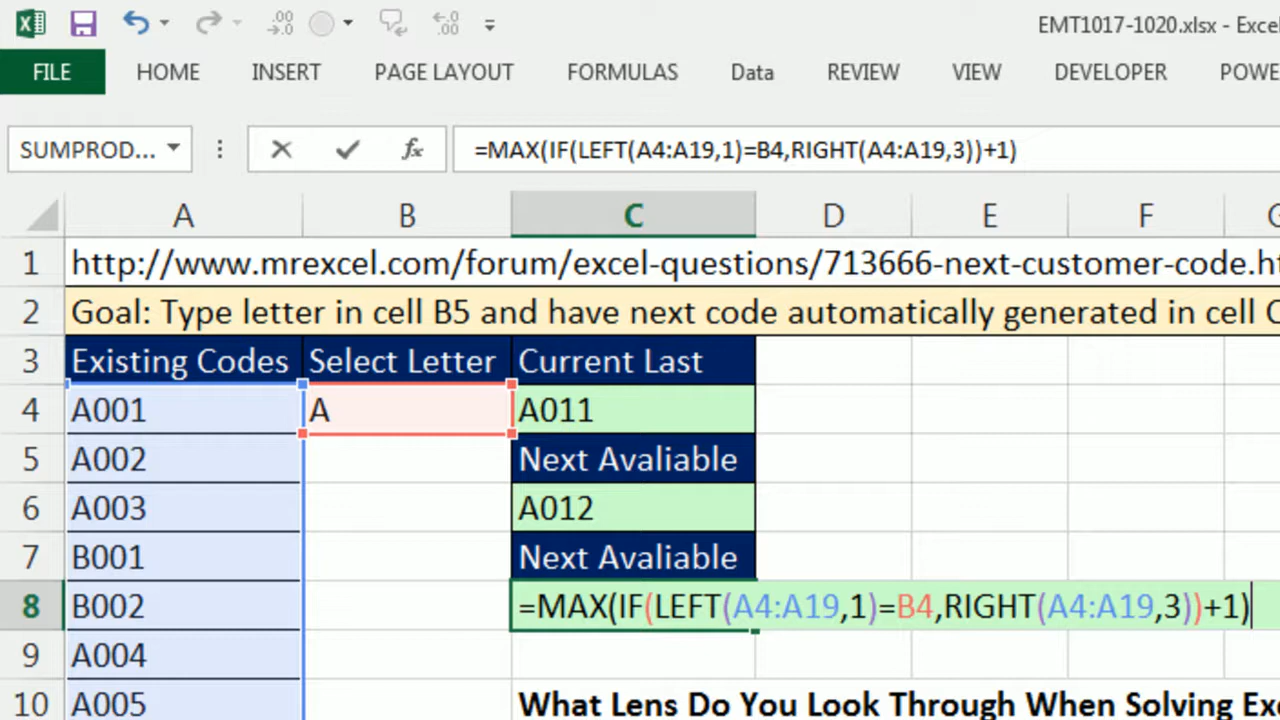 EMT1017-1020.xlsx - Exce
FILE HOME INSERT PAGE LAYOUT FORMULAS Data REVIEW VIEW DEVELOPER POWE
SUMPROD... =MAX(IF(LEFT(A4:A19,1)=B4,RIGHT(A4:A19,3))+1)
A B C D E F G
1 http://www.mrexcel.com/forum/excel-questions/713666-next-customer-code.ht
2 Goal: Type letter in cell B5 and have next code automatically generated in cell C
3 Existing Codes Select Letter Current Last
4 A001 A A011
5 A002 Next Avaliable
6 A003 A012
7 B001 Next Avaliable
8 B002 =MAX(IF(LEFT(A4:A19,1)=B4,RIGHT(A4:A19,3))+1)
9 A004
10 A005 What Lens Do You Look Through When Solving Exc